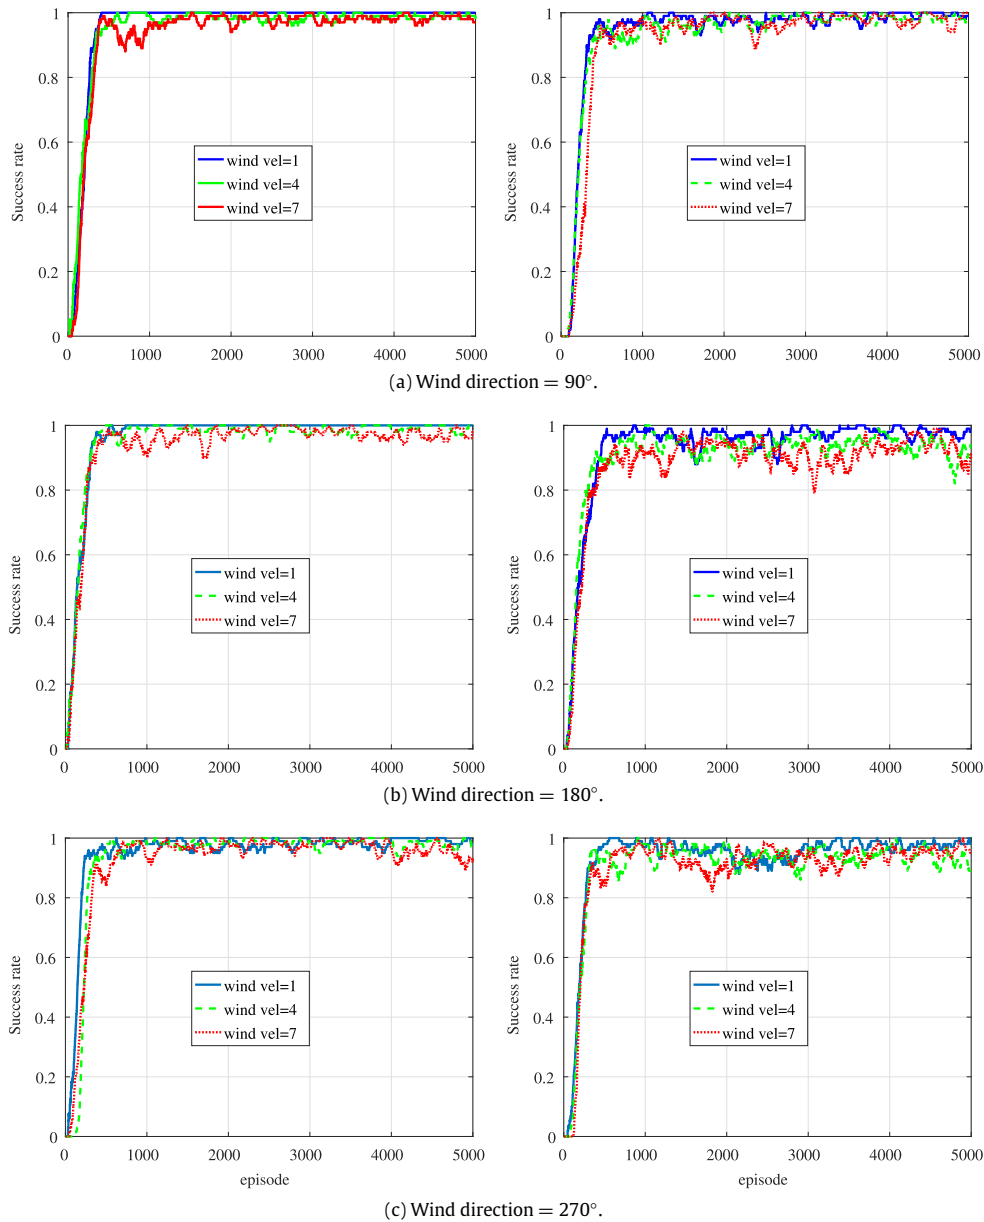 1
0.8
0.6
0.4
0.2
0
Success rate
wind vel=1
wind vel=4
wind vel=7
0 1000 2000 3000 4000 5000
1
0.8
0.6
0.4
0.2
0
Success rate
wind vel=1
wind vel=4
wind vel=7
0 1000 2000 3000 4000 5000
(a) Wind direction = 90°.
1
0.8
0.6
0.4
0.2
0
Success rate
wind vel=1
wind vel=4
wind vel=7
0 1000 2000 3000 4000 5000
1
0.8
0.6
0.4
0.2
0
Success rate
wind vel=1
wind vel=4
wind vel=7
0 1000 2000 3000 4000 5000
(b) Wind direction = 180°.
1
0.8
0.6
0.4
0.2
0
Success rate
wind vel=1
wind vel=4
wind vel=7
0 1000 2000 3000 4000 5000
episode
1
0.8
0.6
0.4
0.2
0
Success rate
wind vel=1
wind vel=4
wind vel=7
0 1000 2000 3000 4000 5000
episode
(c) Wind direction = 270°.